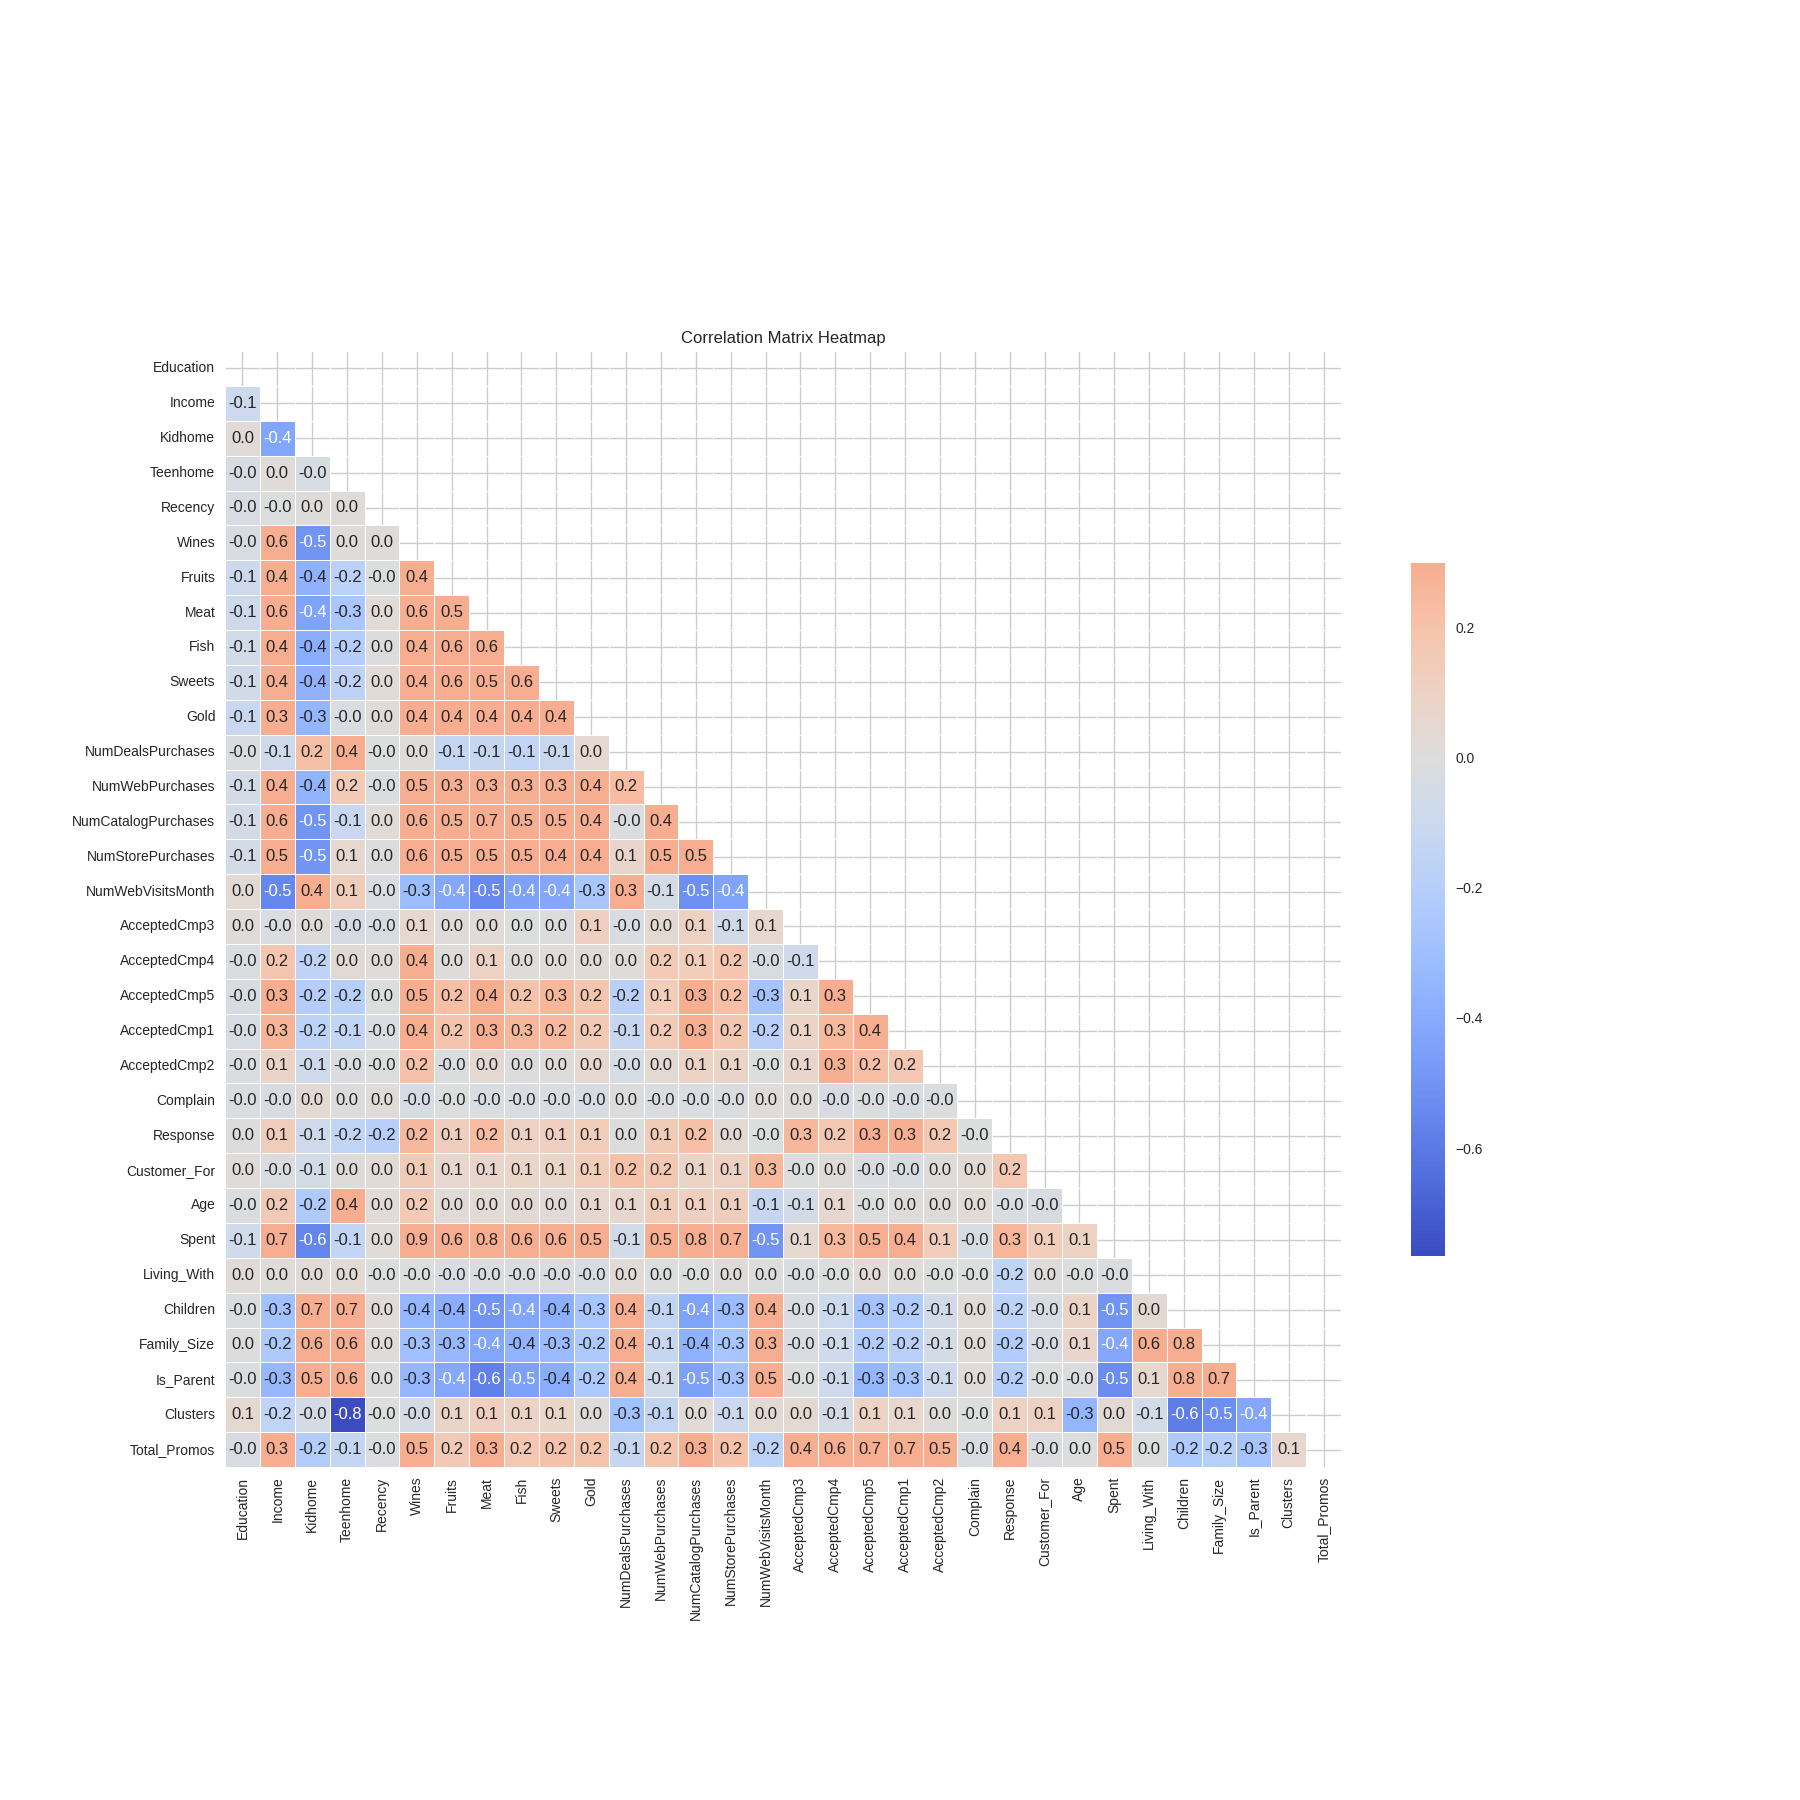 Correlation Matrix Heatmap
Education
Income -0.1
Kidhome 0.0 -0.4
Teenhome -0.0 0.0 -0.0
Recency -0.0 -0.0 0.0 0.0
Wines -0.0 0.6 -0.5 0.0 0.0
Fruits -0.1 0.4 -0.4 -0.2 -0.0 0.4
Meat -0.1 0.6 -0.4 -0.3 0.0 0.6 0.5
Fish -0.1 0.4 -0.4 -0.2 0.0 0.4 0.6 0.6
Sweets -0.1 0.4 -0.4 -0.2 0.0 0.4 0.6 0.5 0.6
Gold -0.1 0.3 -0.3 -0.0 0.0 0.4 0.4 0.4 0.4 0.4
NumDealsPurchases -0.0 -0.1 0.2 0.4 -0.0 0.0 -0.1 -0.1 -0.1 -0.1 0.0
NumWebPurchases -0.1 0.4 -0.4 0.2 -0.0 0.5 0.3 0.3 0.3 0.3 0.4 0.2
NumCatalogPurchases -0.1 0.6 -0.5 -0.1 0.0 0.6 0.5 0.7 0.5 0.5 0.4 -0.0 0.4
NumStorePurchases -0.1 0.5 -0.5 0.1 0.0 0.6 0.5 0.5 0.5 0.4 0.4 0.1 0.5 0.5
NumWebVisitsMonth 0.0 -0.5 0.4 0.1 -0.0 -0.3 -0.4 -0.5 -0.4 -0.4 -0.3 0.3 -0.1 -0.5 -0.4
AcceptedCmp3 0.0 -0.0 0.0 -0.0 -0.0 0.1 0.0 0.0 0.0 0.0 0.1 -0.0 0.0 0.1 -0.1 0.1
AcceptedCmp4 -0.0 0.2 -0.2 0.0 0.0 0.4 0.0 0.1 0.0 0.0 0.0 0.0 0.2 0.1 0.2 -0.0 -0.1
AcceptedCmp5 -0.0 0.3 -0.2 -0.2 0.0 0.5 0.2 0.4 0.2 0.3 0.2 -0.2 0.1 0.3 0.2 -0.3 0.1 0.3
AcceptedCmp1 -0.0 0.3 -0.2 -0.1 -0.0 0.4 0.2 0.3 0.3 0.2 0.2 -0.1 0.2 0.3 0.2 -0.2 0.1 0.3 0.4
AcceptedCmp2 -0.0 0.1 -0.1 -0.0 -0.0 0.2 -0.0 0.0 0.0 0.0 0.0 -0.0 0.0 0.1 0.1 -0.0 0.1 0.3 0.2 0.2
Complain -0.0 -0.0 0.0 0.0 0.0 -0.0 -0.0 -0.0 -0.0 -0.0 -0.0 0.0 -0.0 -0.0 -0.0 0.0 0.0 -0.0 -0.0 -0.0 -0.0
Response 0.0 0.1 -0.1 -0.2 -0.2 0.2 0.1 0.2 0.1 0.1 0.1 0.0 0.1 0.2 0.0 -0.0 0.3 0.2 0.3 0.3 0.2 -0.0
Customer_For 0.0 -0.0 -0.1 0.0 0.0 0.1 0.1 0.1 0.1 0.1 0.1 0.2 0.2 0.1 0.1 0.3 -0.0 0.0 -0.0 -0.0 0.0 0.0 0.2
Age -0.0 0.2 -0.2 0.4 0.0 0.2 0.0 0.0 0.0 0.0 0.1 0.1 0.1 0.1 0.1 -0.1 -0.1 0.1 -0.0 0.0 0.0 0.0 -0.0 -0.0
Spent -0.1 0.7 -0.6 -0.1 0.0 0.9 0.6 0.8 0.6 0.6 0.5 -0.1 0.5 0.8 0.7 -0.5 0.1 0.3 0.5 0.4 0.1 -0.0 0.3 0.1 0.1
Living_With 0.0 0.0 0.0 0.0 -0.0 -0.0 -0.0 -0.0 -0.0 -0.0 -0.0 0.0 0.0 -0.0 0.0 0.0 -0.0 -0.0 0.0 0.0 -0.0 -0.0 -0.2 0.0 -0.0 -0.0
Children -0.0 -0.3 0.7 0.7 0.0 -0.4 -0.4 -0.5 -0.4 -0.4 -0.3 0.4 -0.1 -0.4 -0.3 0.4 -0.0 -0.1 -0.3 -0.2 -0.1 0.0 -0.2 -0.0 0.1 -0.5 0.0
Family_Size 0.0 -0.2 0.6 0.6 0.0 -0.3 -0.3 -0.4 -0.4 -0.3 -0.2 0.4 -0.1 -0.4 -0.3 0.3 -0.0 -0.1 -0.2 -0.2 -0.1 0.0 -0.2 -0.0 0.1 -0.4 0.6 0.8
Is_Parent -0.0 -0.3 0.5 0.6 0.0 -0.3 -0.4 -0.6 -0.5 -0.4 -0.2 0.4 -0.1 -0.5 -0.3 0.5 -0.0 -0.1 -0.3 -0.3 -0.1 0.0 -0.2 -0.0 -0.0 -0.5 0.1 0.8 0.7
Clusters 0.1 -0.2 -0.0 -0.8 -0.0 -0.0 0.1 0.1 0.1 0.1 0.0 -0.3 -0.1 0.0 -0.1 0.0 0.0 -0.1 0.1 0.1 0.0 -0.0 0.1 0.1 -0.3 0.0 -0.1 -0.6 -0.5 -0.4
Total_Promos -0.0 0.3 -0.2 -0.1 -0.0 0.5 0.2 0.3 0.2 0.2 0.2 -0.1 0.2 0.3 0.2 -0.2 0.4 0.6 0.7 0.7 0.5 -0.0 0.4 -0.0 0.0 0.5 0.0 -0.2 -0.2 -0.3 0.1
Education
Income
Kidhome
Teenhome
Recency
Wines
Fruits
Meat
Fish
Sweets
Gold
NumDealsPurchases
NumWebPurchases
NumCatalogPurchases
NumStorePurchases
NumWebVisitsMonth
AcceptedCmp3
AcceptedCmp4
AcceptedCmp5
AcceptedCmp1
AcceptedCmp2
Complain
Response
Customer_For
Age
Spent
Living_With
Children
Family_Size
Is_Parent
Clusters
Total_Promos
0.2
0.0
−0.2
−0.4
−0.6